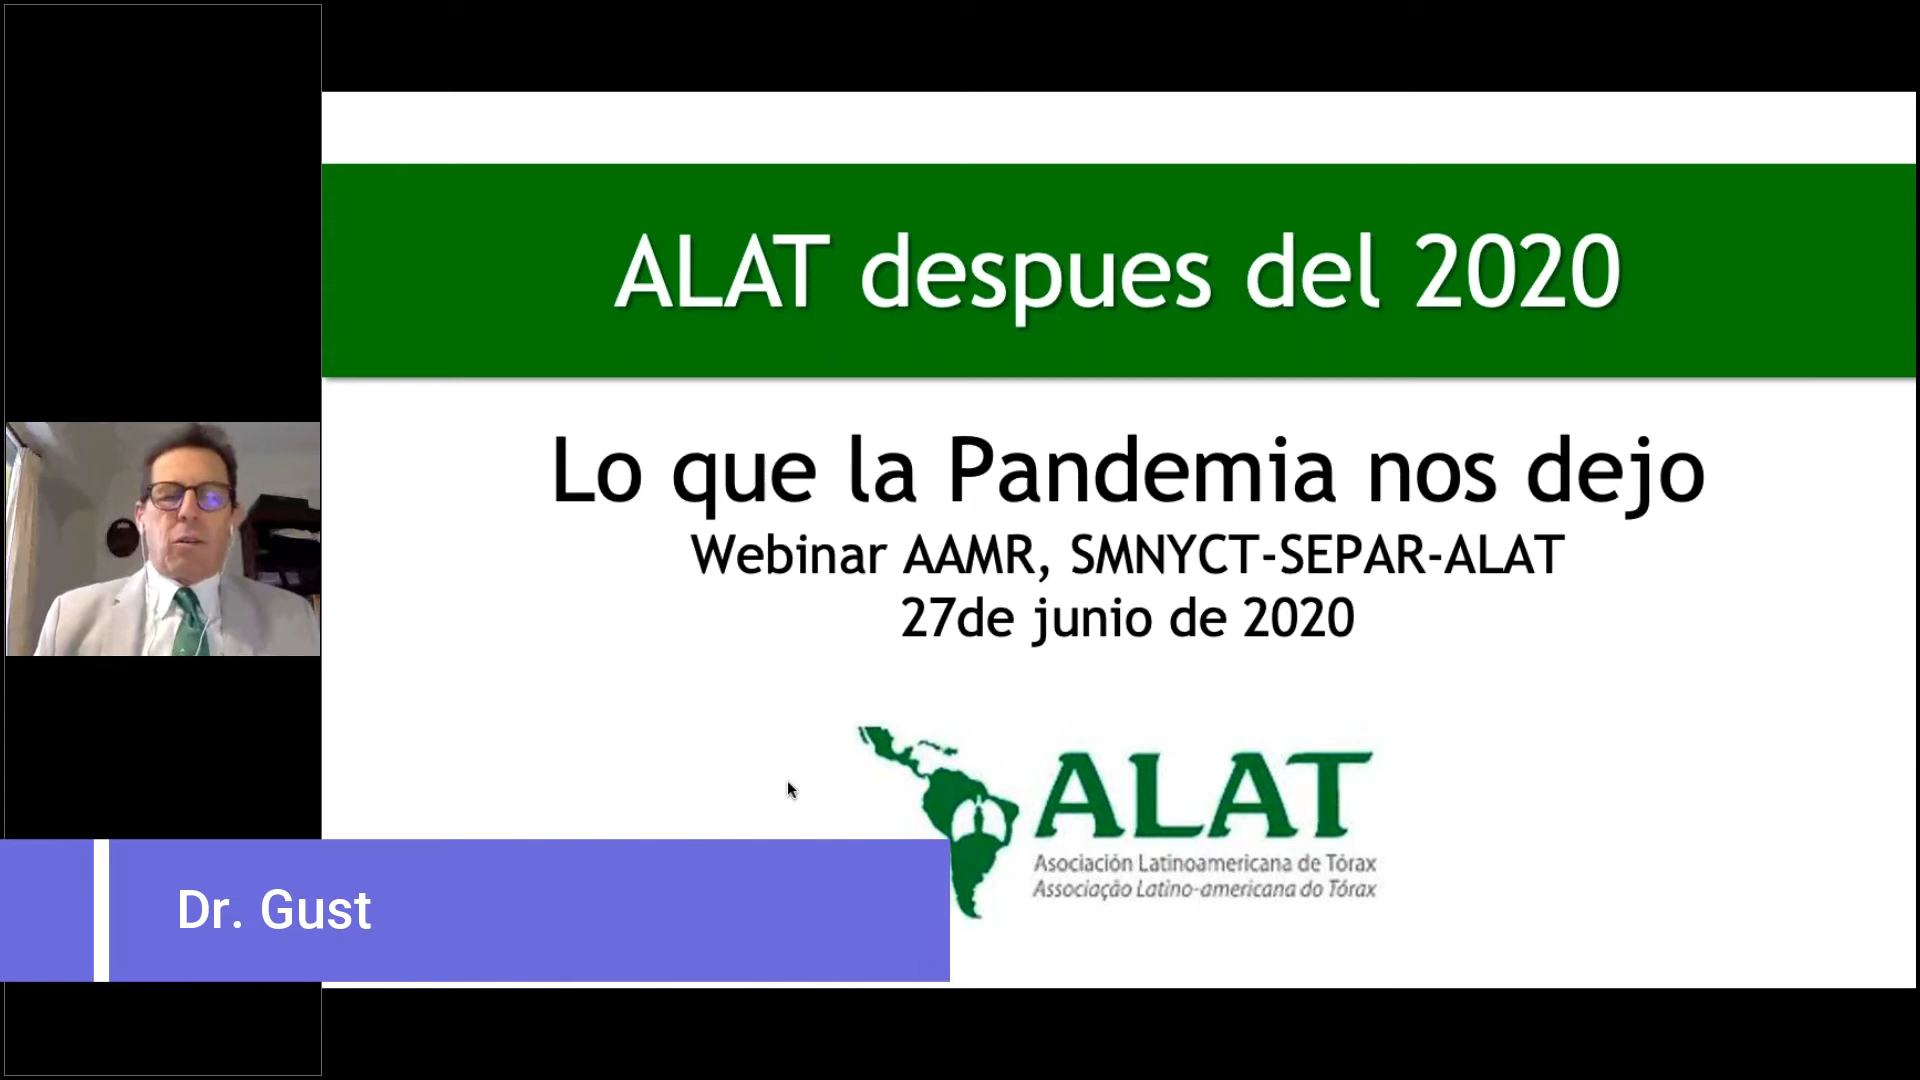 ALAT despues del 2020
Lo que la Pandemia nos dejo
Webinar AAMR, SMNYCT-SEPAR-ALAT
27de junio de 2020
ALAT
Asociación Latinoamericana de Tórax
Associação Latino-americana do Tórax
Dr. Gust